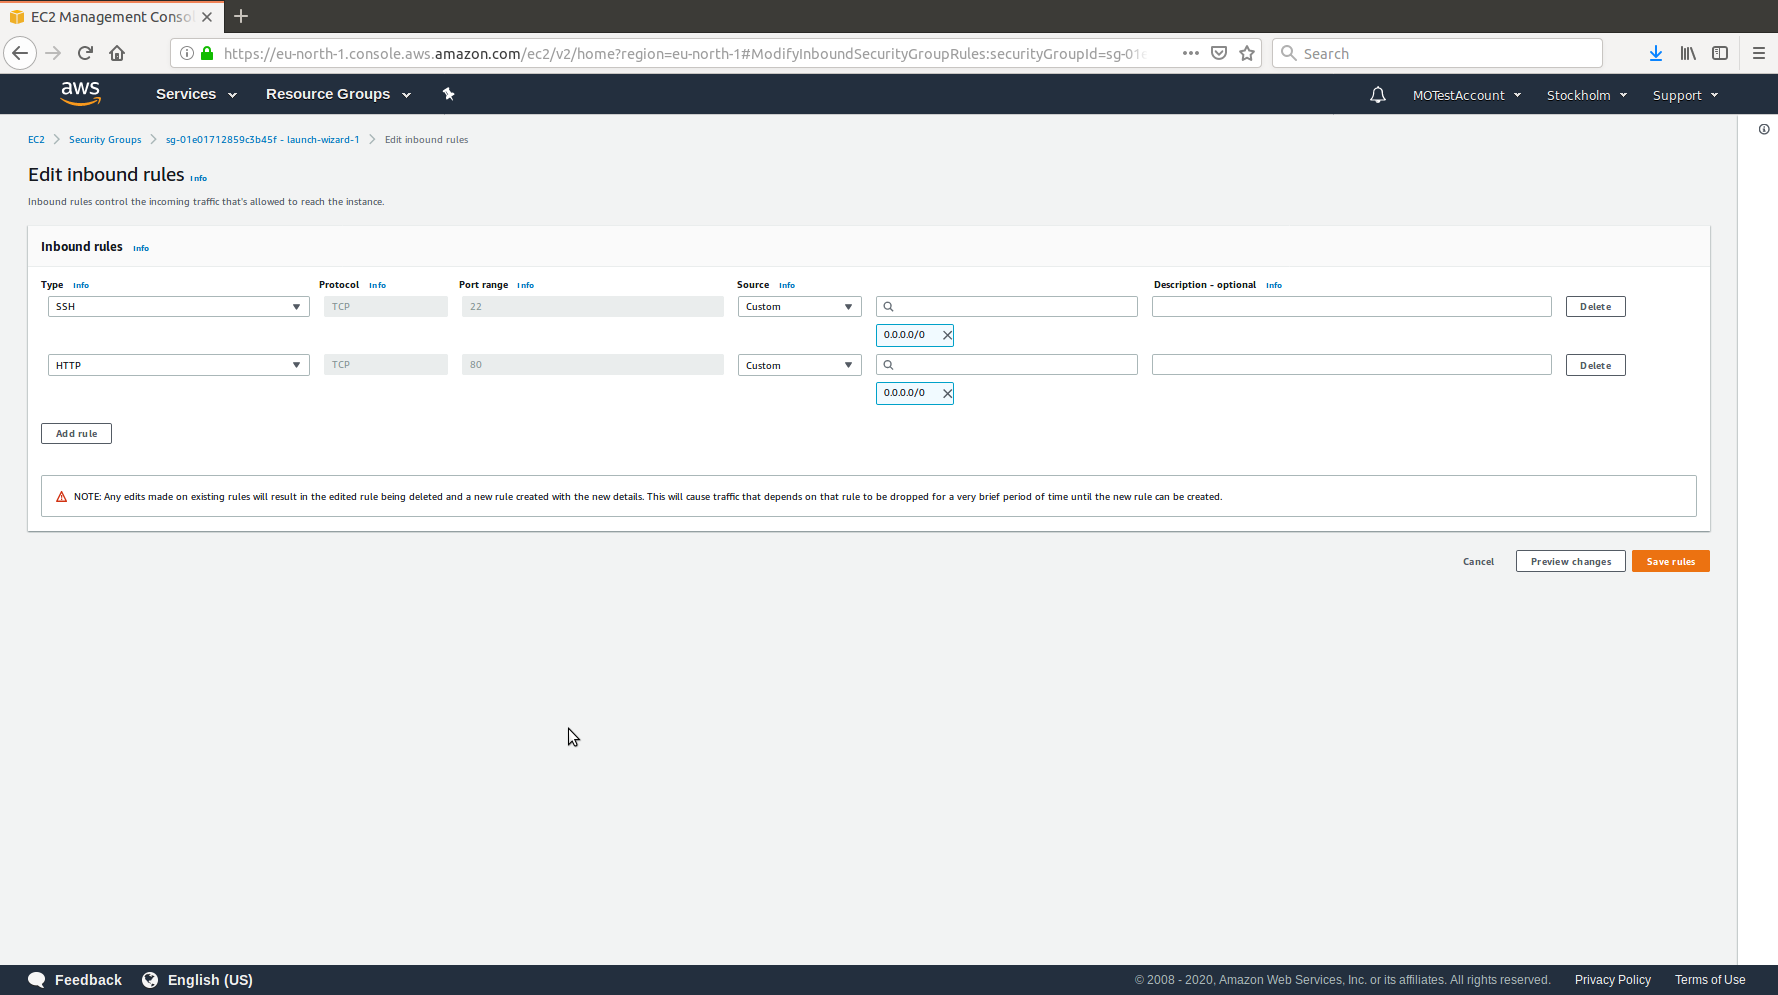 EC2 Management Conso
https://eu-north-1.console.aws.amazon.com/ec2/v2/home?region=eu-north-1#ModifyInboundSecurityGroupRules:securityGroupId=sg-01e
Search
aws
Services
Resource Groups
MOTestAccount
Stockholm
Support
EC2 > Security Groups > sg-01e01712859c3b45f - launch-wizard-1 > Edit inbound rules
Edit inbound rules Info
Inbound rules control the incoming traffic that's allowed to reach the instance.
Inbound rules Info
Type Info Protocol Info Port range Info Source Info Description - optional Info
SSH TCP 22 Custom Delete
0.0.0.0/0
HTTP TCP 80 Custom Delete
0.0.0.0/0
Add rule
NOTE: Any edits made on existing rules will result in the edited rule being deleted and a new rule created with the new details. This will cause traffic that depends on that rule to be dropped for a very brief period of time until the new rule can be created.
Cancel Preview changes Save rules
Feedback English (US) © 2008 - 2020, Amazon Web Services, Inc. or its affiliates. All rights reserved. Privacy Policy Terms of Use